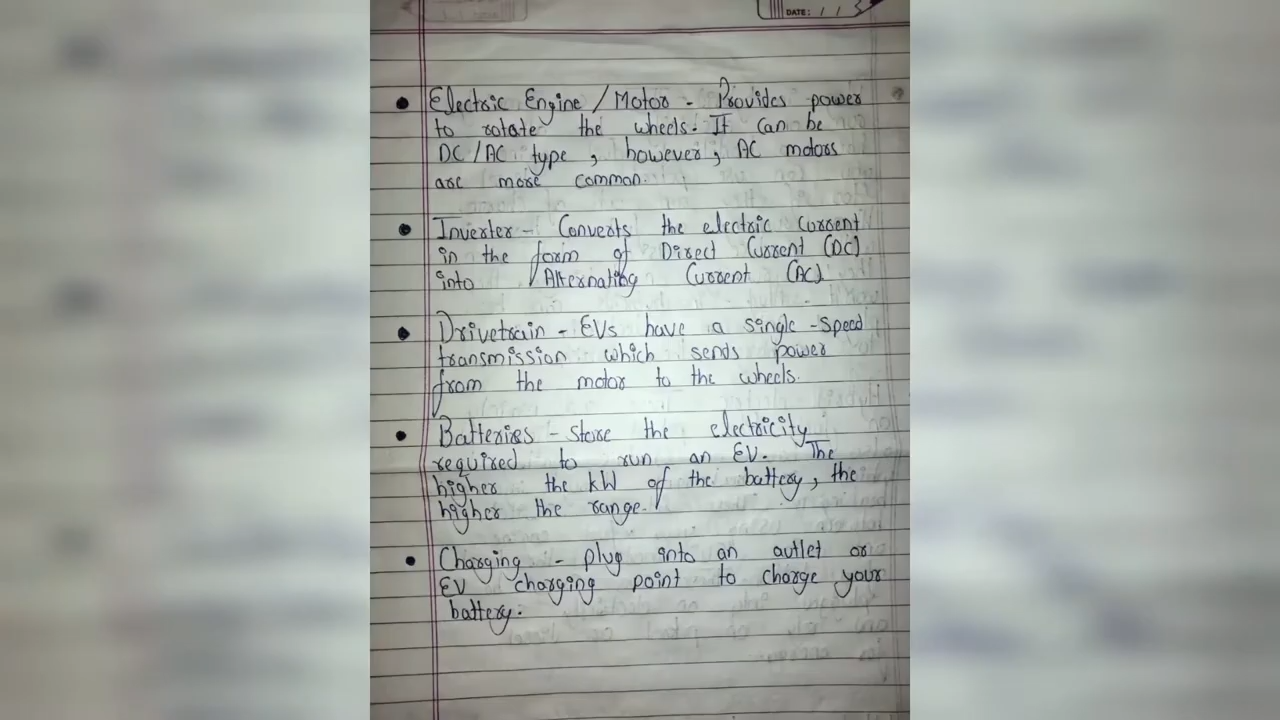 DATE: / /
• Electric Engine / Motor - Provides power
to rotate the wheels. It can be
DC/AC type, however, AC motors
are more common.
• Inverter - Converts the electric current
in the form of Direct Current (DC)
into Alternating Current (AC).
• Drivetrain - EVs have a single-speed
transmission which sends power
from the motor to the wheels.
• Batteries - Store the electricity
required to run an EV. The
higher the kW of the battery, the
higher the range.
• Charging - plug into an outlet or
EV charging point to charge your
battery.